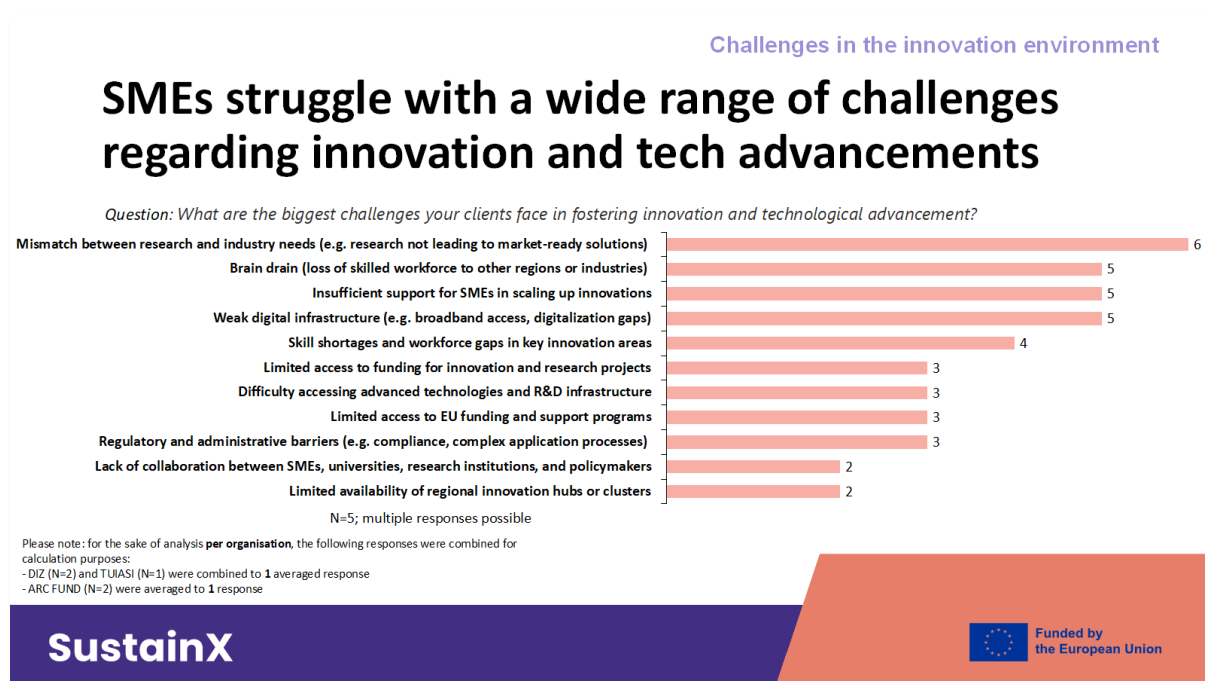 Challenges in the innovation environment
SMEs struggle with a wide range of challenges
regarding innovation and tech advancements
Question: What are the biggest challenges your clients face in fostering innovation and technological advancement?
Mismatch between research and industry needs (e.g. research not leading to market-ready solutions) 6
Brain drain (loss of skilled workforce to other regions or industries) 5
Insufficient support for SMEs in scaling up innovations 5
Weak digital infrastructure (e.g. broadband access, digitalization gaps) 5
Skill shortages and workforce gaps in key innovation areas 4
Limited access to funding for innovation and research projects 3
Difficulty accessing advanced technologies and R&D infrastructure 3
Limited access to EU funding and support programs 3
Regulatory and administrative barriers (e.g. compliance, complex application processes) 3
Lack of collaboration between SMEs, universities, research institutions, and policymakers 2
Limited availability of regional innovation hubs or clusters 2
N=5; multiple responses possible
Please note: for the sake of analysis per organisation, the following responses were combined for
calculation purposes:
- DIZ (N=2) and TUIASI (N=1) were combined to 1 averaged response
- ARC FUND (N=2) were averaged to 1 response
SustainX
Funded by
the European Union